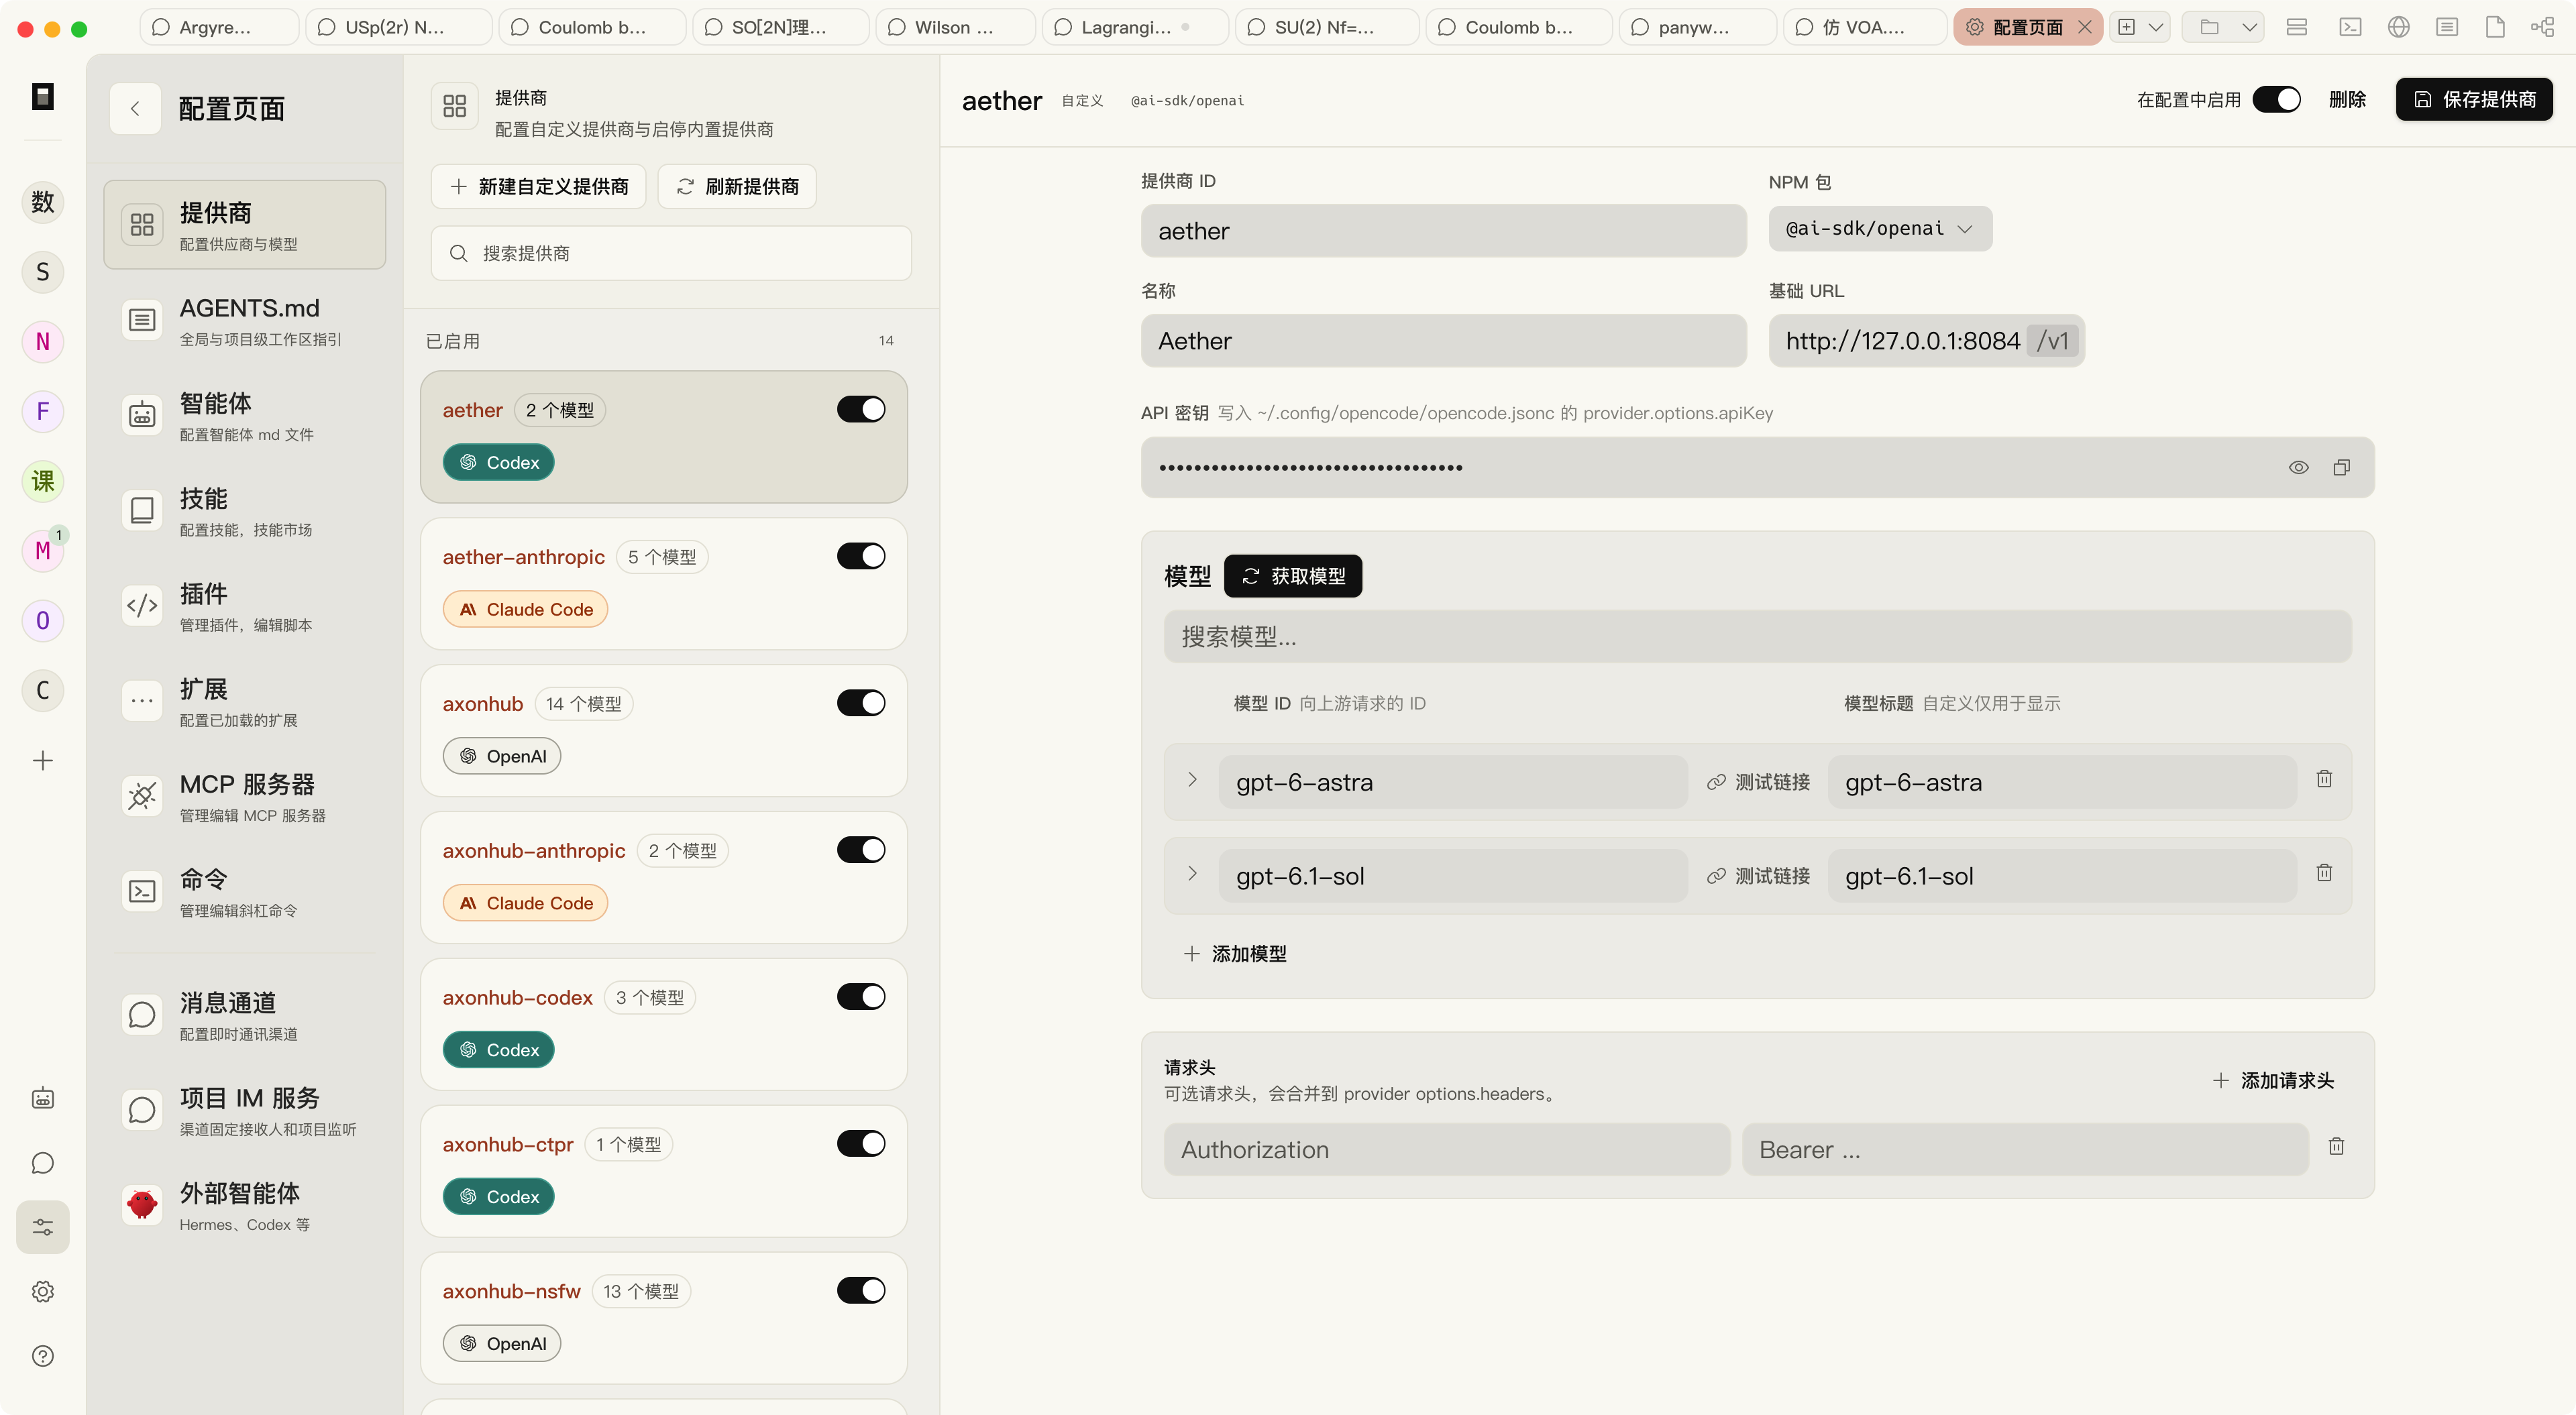 Argyre...
USp(2r) N...
Coulomb b...
SO[2N]理...
Wilson ...
Lagrangi...
SU(2) Nf=...
Coulomb b...
panyw...
仿 VOA....
配置页面
数
S
N
F
课
M
1
O
C
配置页面
提供商
配置供应商与模型
AGENTS.md
全局与项目级工作区指引
智能体
配置智能体 md 文件
技能
配置技能，技能市场
插件
管理插件，编辑脚本
扩展
配置已加载的扩展
MCP 服务器
管理编辑 MCP 服务器
命令
管理编辑斜杠命令
消息通道
配置即时通讯渠道
项目 IM 服务
渠道固定接收人和项目监听
外部智能体
Hermes、Codex 等
提供商
配置自定义提供商与启停内置提供商
新建自定义提供商
刷新提供商
搜索提供商
已启用
14
aether 2 个模型
Codex
aether-anthropic 5 个模型
Claude Code
axonhub 14 个模型
OpenAI
axonhub-anthropic 2 个模型
Claude Code
axonhub-codex 3 个模型
Codex
axonhub-ctpr 1 个模型
Codex
axonhub-nsfw 13 个模型
OpenAI
aether 自定义 @ai-sdk/openai
在配置中启用
删除
保存提供商
提供商 ID
aether
NPM 包
@ai-sdk/openai
名称
Aether
基础 URL
http://127.0.0.1:8084 /v1
API 密钥 写入 ~/.config/opencode/opencode.jsonc 的 provider.options.apiKey
模型
获取模型
搜索模型...
模型 ID 向上游请求的 ID
模型标题 自定义仅用于显示
gpt-6-astra
测试链接
gpt-6-astra
gpt-6.1-sol
测试链接
gpt-6.1-sol
添加模型
请求头
可选请求头，会合并到 provider options.headers。
添加请求头
Authorization
Bearer ...